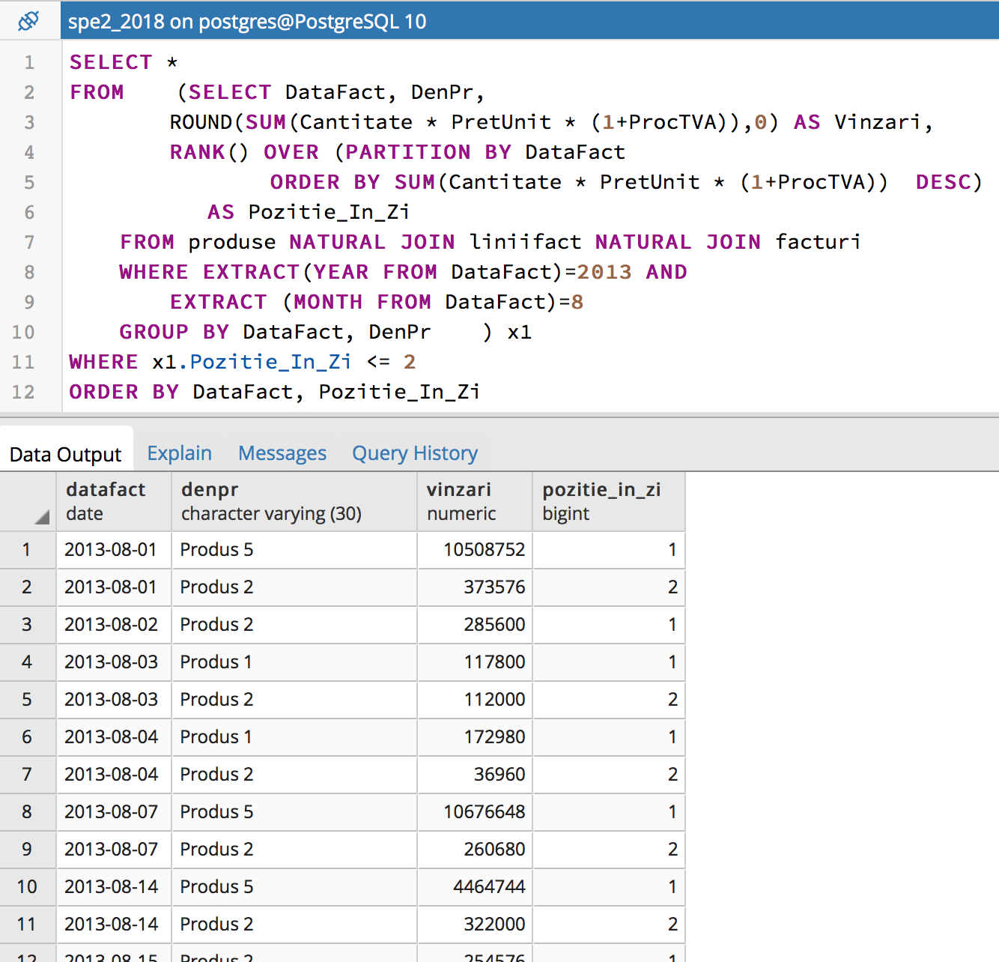 spe2_2018 on postgres@PostgreSQL 10
1 SELECT *
2 FROM (SELECT DataFact, DenPr,
3 ROUND(SUM(Cantitate * PretUnit * (1+ProcTVA)),0) AS Vinzari,
4 RANK() OVER (PARTITION BY DataFact
5 ORDER BY SUM(Cantitate * PretUnit * (1+ProcTVA)) DESC)
6 AS Pozitie_In_Zi
7 FROM produse NATURAL JOIN liniifact NATURAL JOIN facturi
8 WHERE EXTRACT(YEAR FROM DataFact)=2013 AND
9 EXTRACT (MONTH FROM DataFact)=8
10 GROUP BY DataFact, DenPr ) x1
11 WHERE x1.Pozitie_In_Zi <= 2
12 ORDER BY DataFact, Pozitie_In_Zi
Data Output Explain Messages Query History
datafact denpr vinzari pozitie_in_zi
date character varying (30) numeric bigint
1 2013-08-01 Produs 5 10508752 1
2 2013-08-01 Produs 2 373576 2
3 2013-08-02 Produs 2 285600 1
4 2013-08-03 Produs 1 117800 1
5 2013-08-03 Produs 2 112000 2
6 2013-08-04 Produs 1 172980 1
7 2013-08-04 Produs 2 36960 2
8 2013-08-07 Produs 5 10676648 1
9 2013-08-07 Produs 2 260680 2
10 2013-08-14 Produs 5 4464744 1
11 2013-08-14 Produs 2 322000 2
12 2013-08-15 Produs 2 254576 1